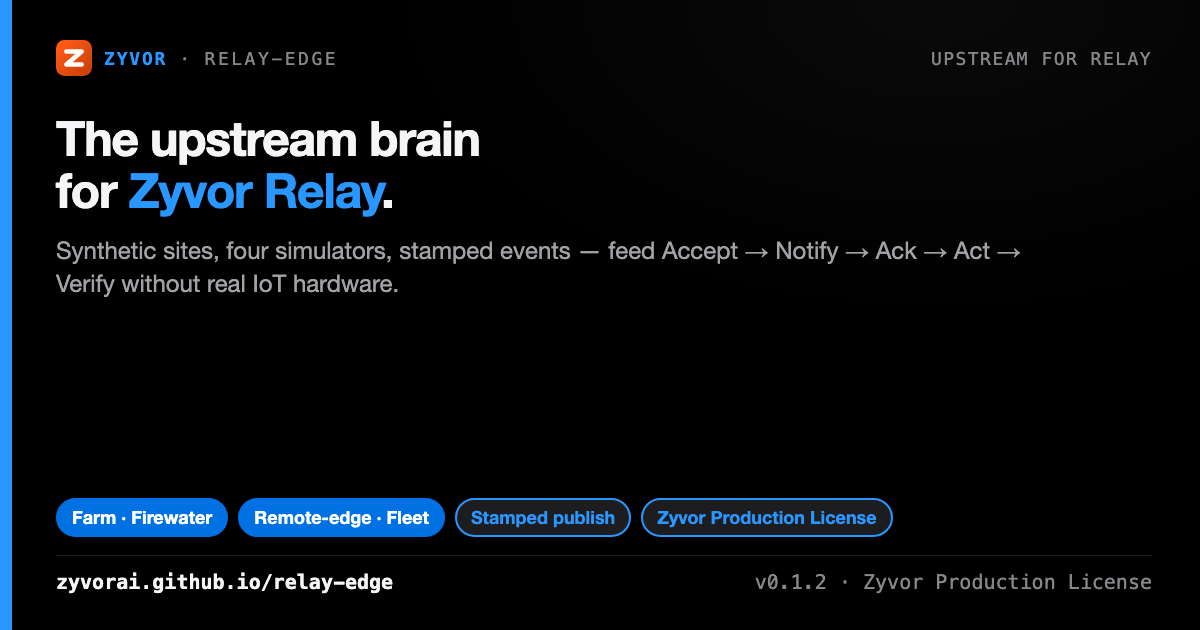 Z ZYVOR · RELAY-EDGE
UPSTREAM FOR RELAY
The upstream brain
for Zyvor Relay.
Synthetic sites, four simulators, stamped events — feed Accept → Notify → Ack → Act →
Verify without real IoT hardware.
Farm · Firewater
Remote-edge · Fleet
Stamped publish
Zyvor Production License
zyvorai.github.io/relay-edge
v0.1.2 · Zyvor Production License